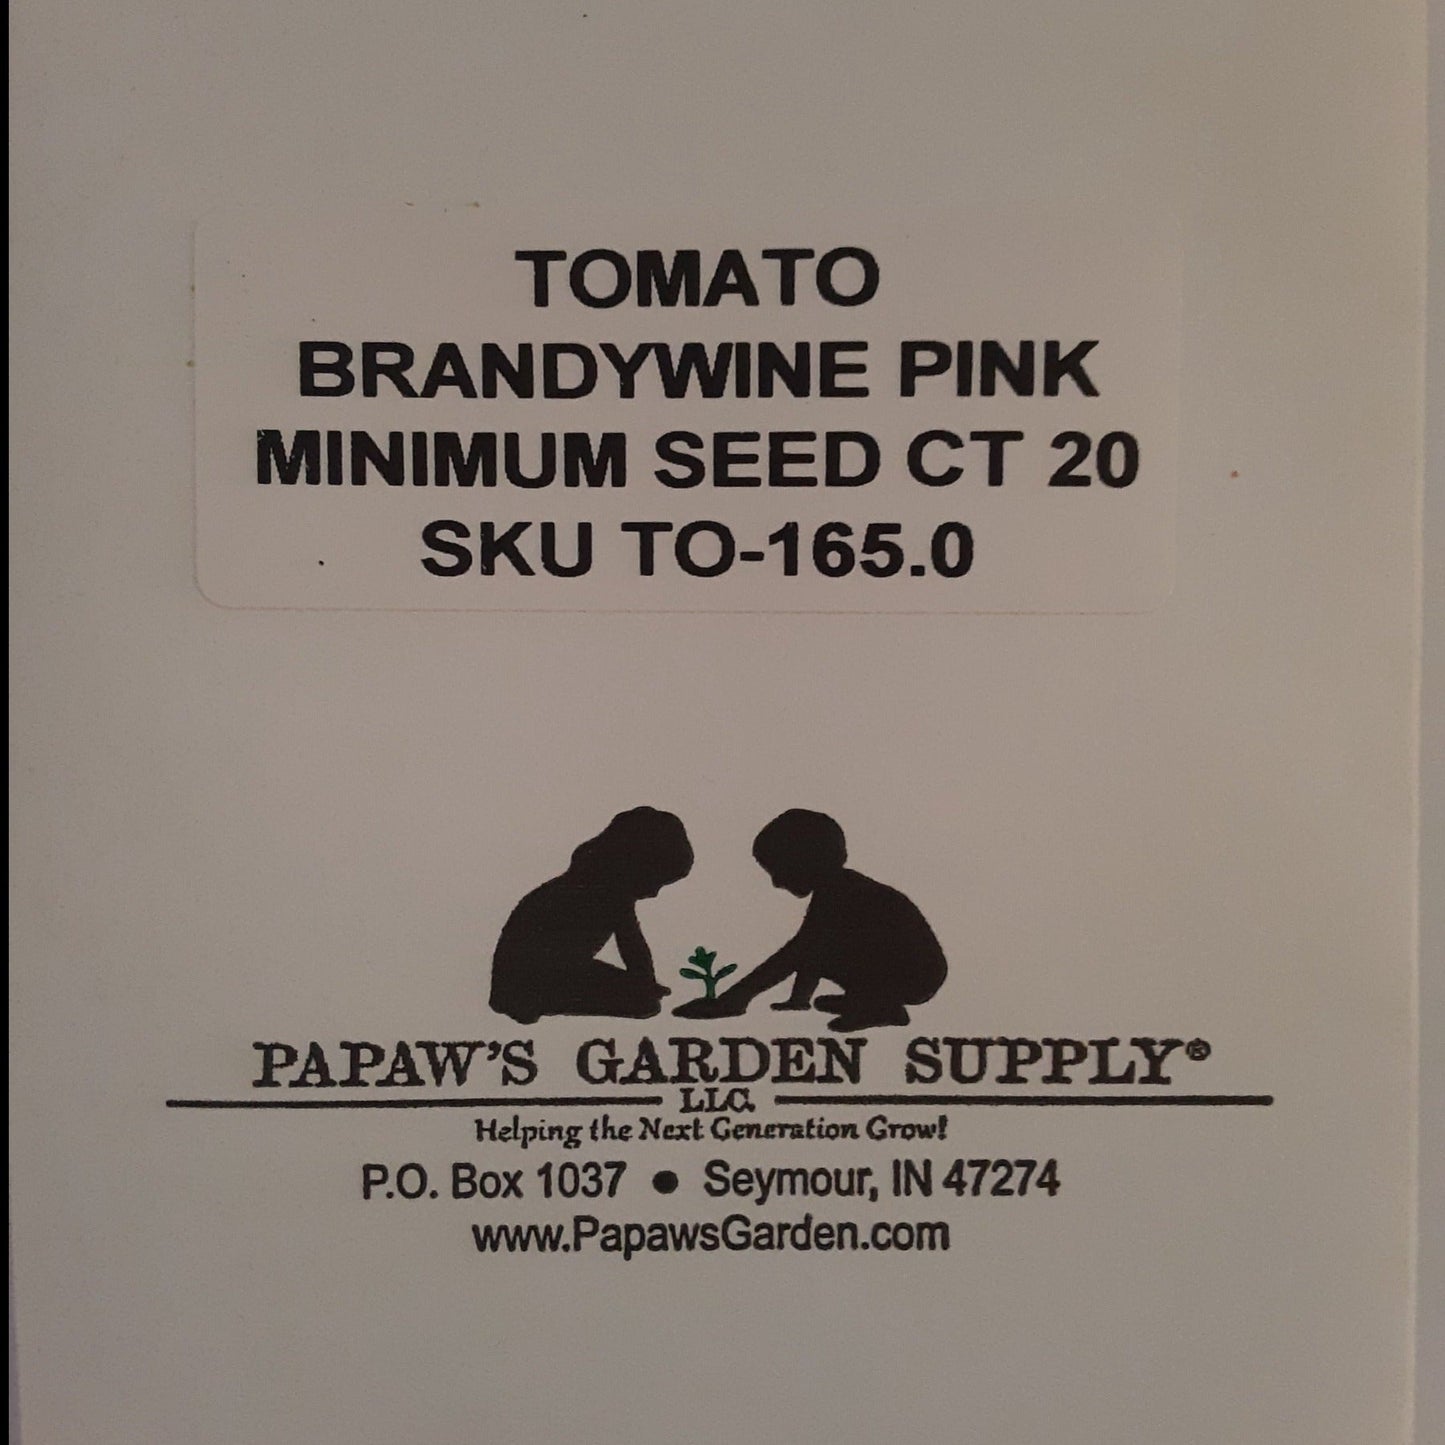 TOMATO
BRANDYWINE PINK
MINIMUM SEED CT 20
SKU TO-165.0
PAPAW'S GARDEN SUPPLY®
LLC.
Helping the Next Generation Grow!
P.O. Box 1037 ● Seymour, IN 47274
www.PapawsGarden.com